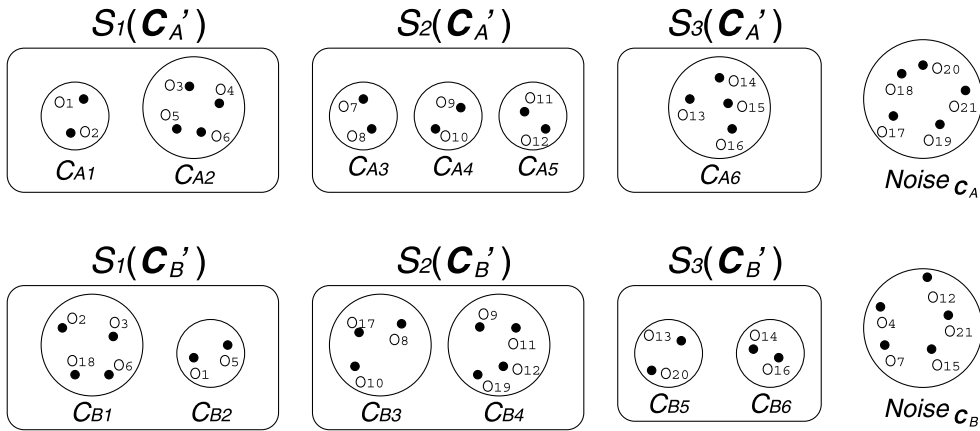 S1(CA')
S2(CA')
S3(CA')
O1
O2
O3
O4
O5
O6
O7
O8
O9
O10
O11
O12
O13
O14
O15
O16
O20
O18
O21
O17
O19
CA1
CA2
CA3
CA4
CA5
CA6
Noise CA
S1(CB')
S2(CB')
S3(CB')
O2
O3
O18
O6
O1
O5
O17
O8
O10
O9
O11
O12
O19
O13
O20
O14
O16
O12
O4
O21
O7
O15
CB1
CB2
CB3
CB4
CB5
CB6
Noise CB